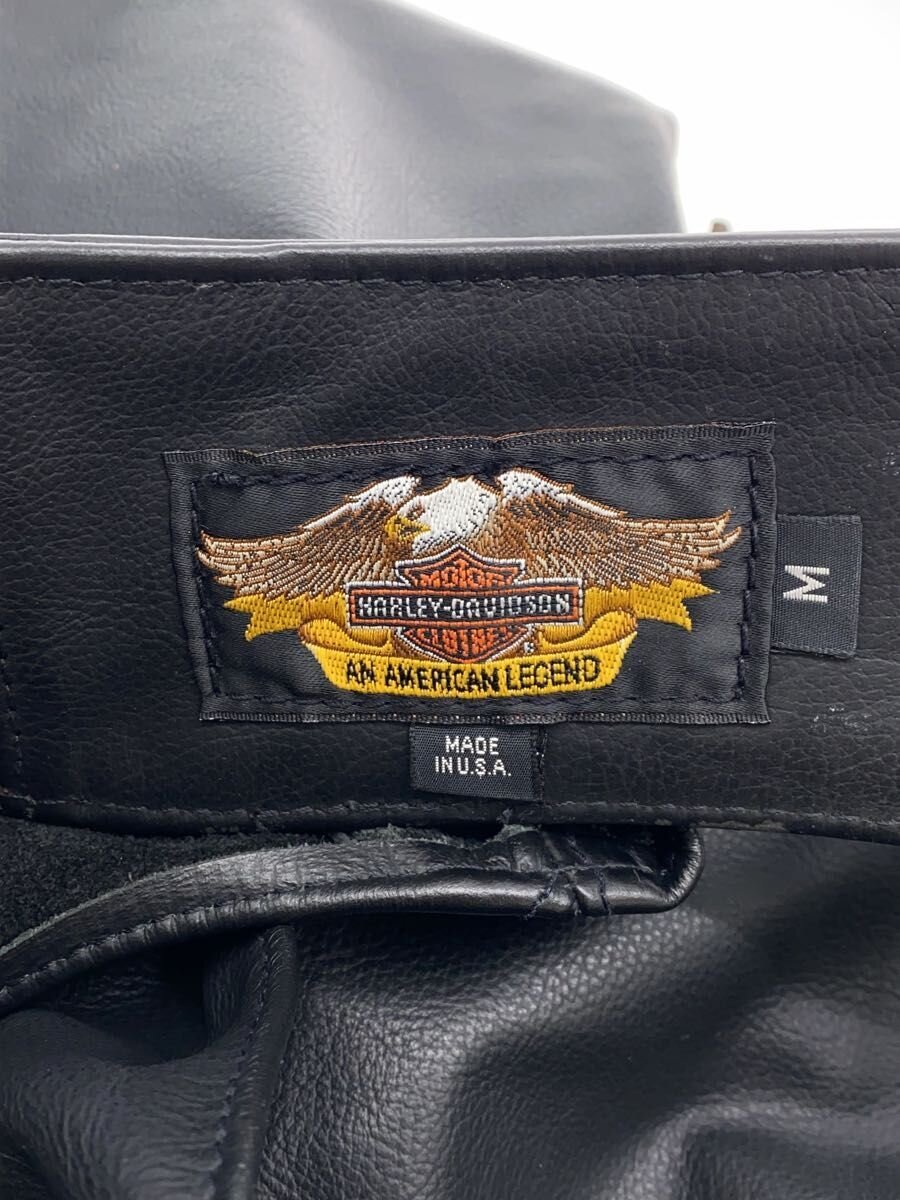 MOTOR
HARLEY-DAVIDSON
CLOTHES
®
AN AMERICAN LEGEND
M
MADE
IN U.S.A.